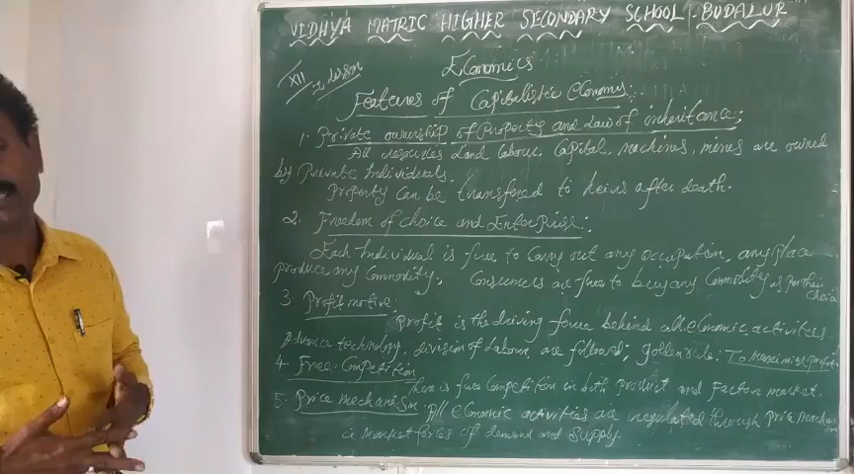 VIDHYA MATRIC HIGHER SECONDARY SCHOOL - BUDALUR
XII I lesson
Economics
Features of Capitalistic Economy:
1. Private ownership of Property and Law of inheritance:
All resources Land labour, Capital, machines, mines are owned
by Private Individuals.
Property can be transfered to heirs after death.
2. Freedom of choice and Enterprise:
Each Individual is free to carry out any occupation, any place
produce any Commodity. Consumers are free to buy any Commodity as per their choice
3. Profit motive:
Profit is the driving force behind all economic activities
Advance technology, division of Labour are followed; golden rule: To maximise profit.
4. Free Competition
There is free Competition in both Product and Factor market.
5. Price mechanism: All economic activities are regulated through price mechanism
market forces of demand and supply.